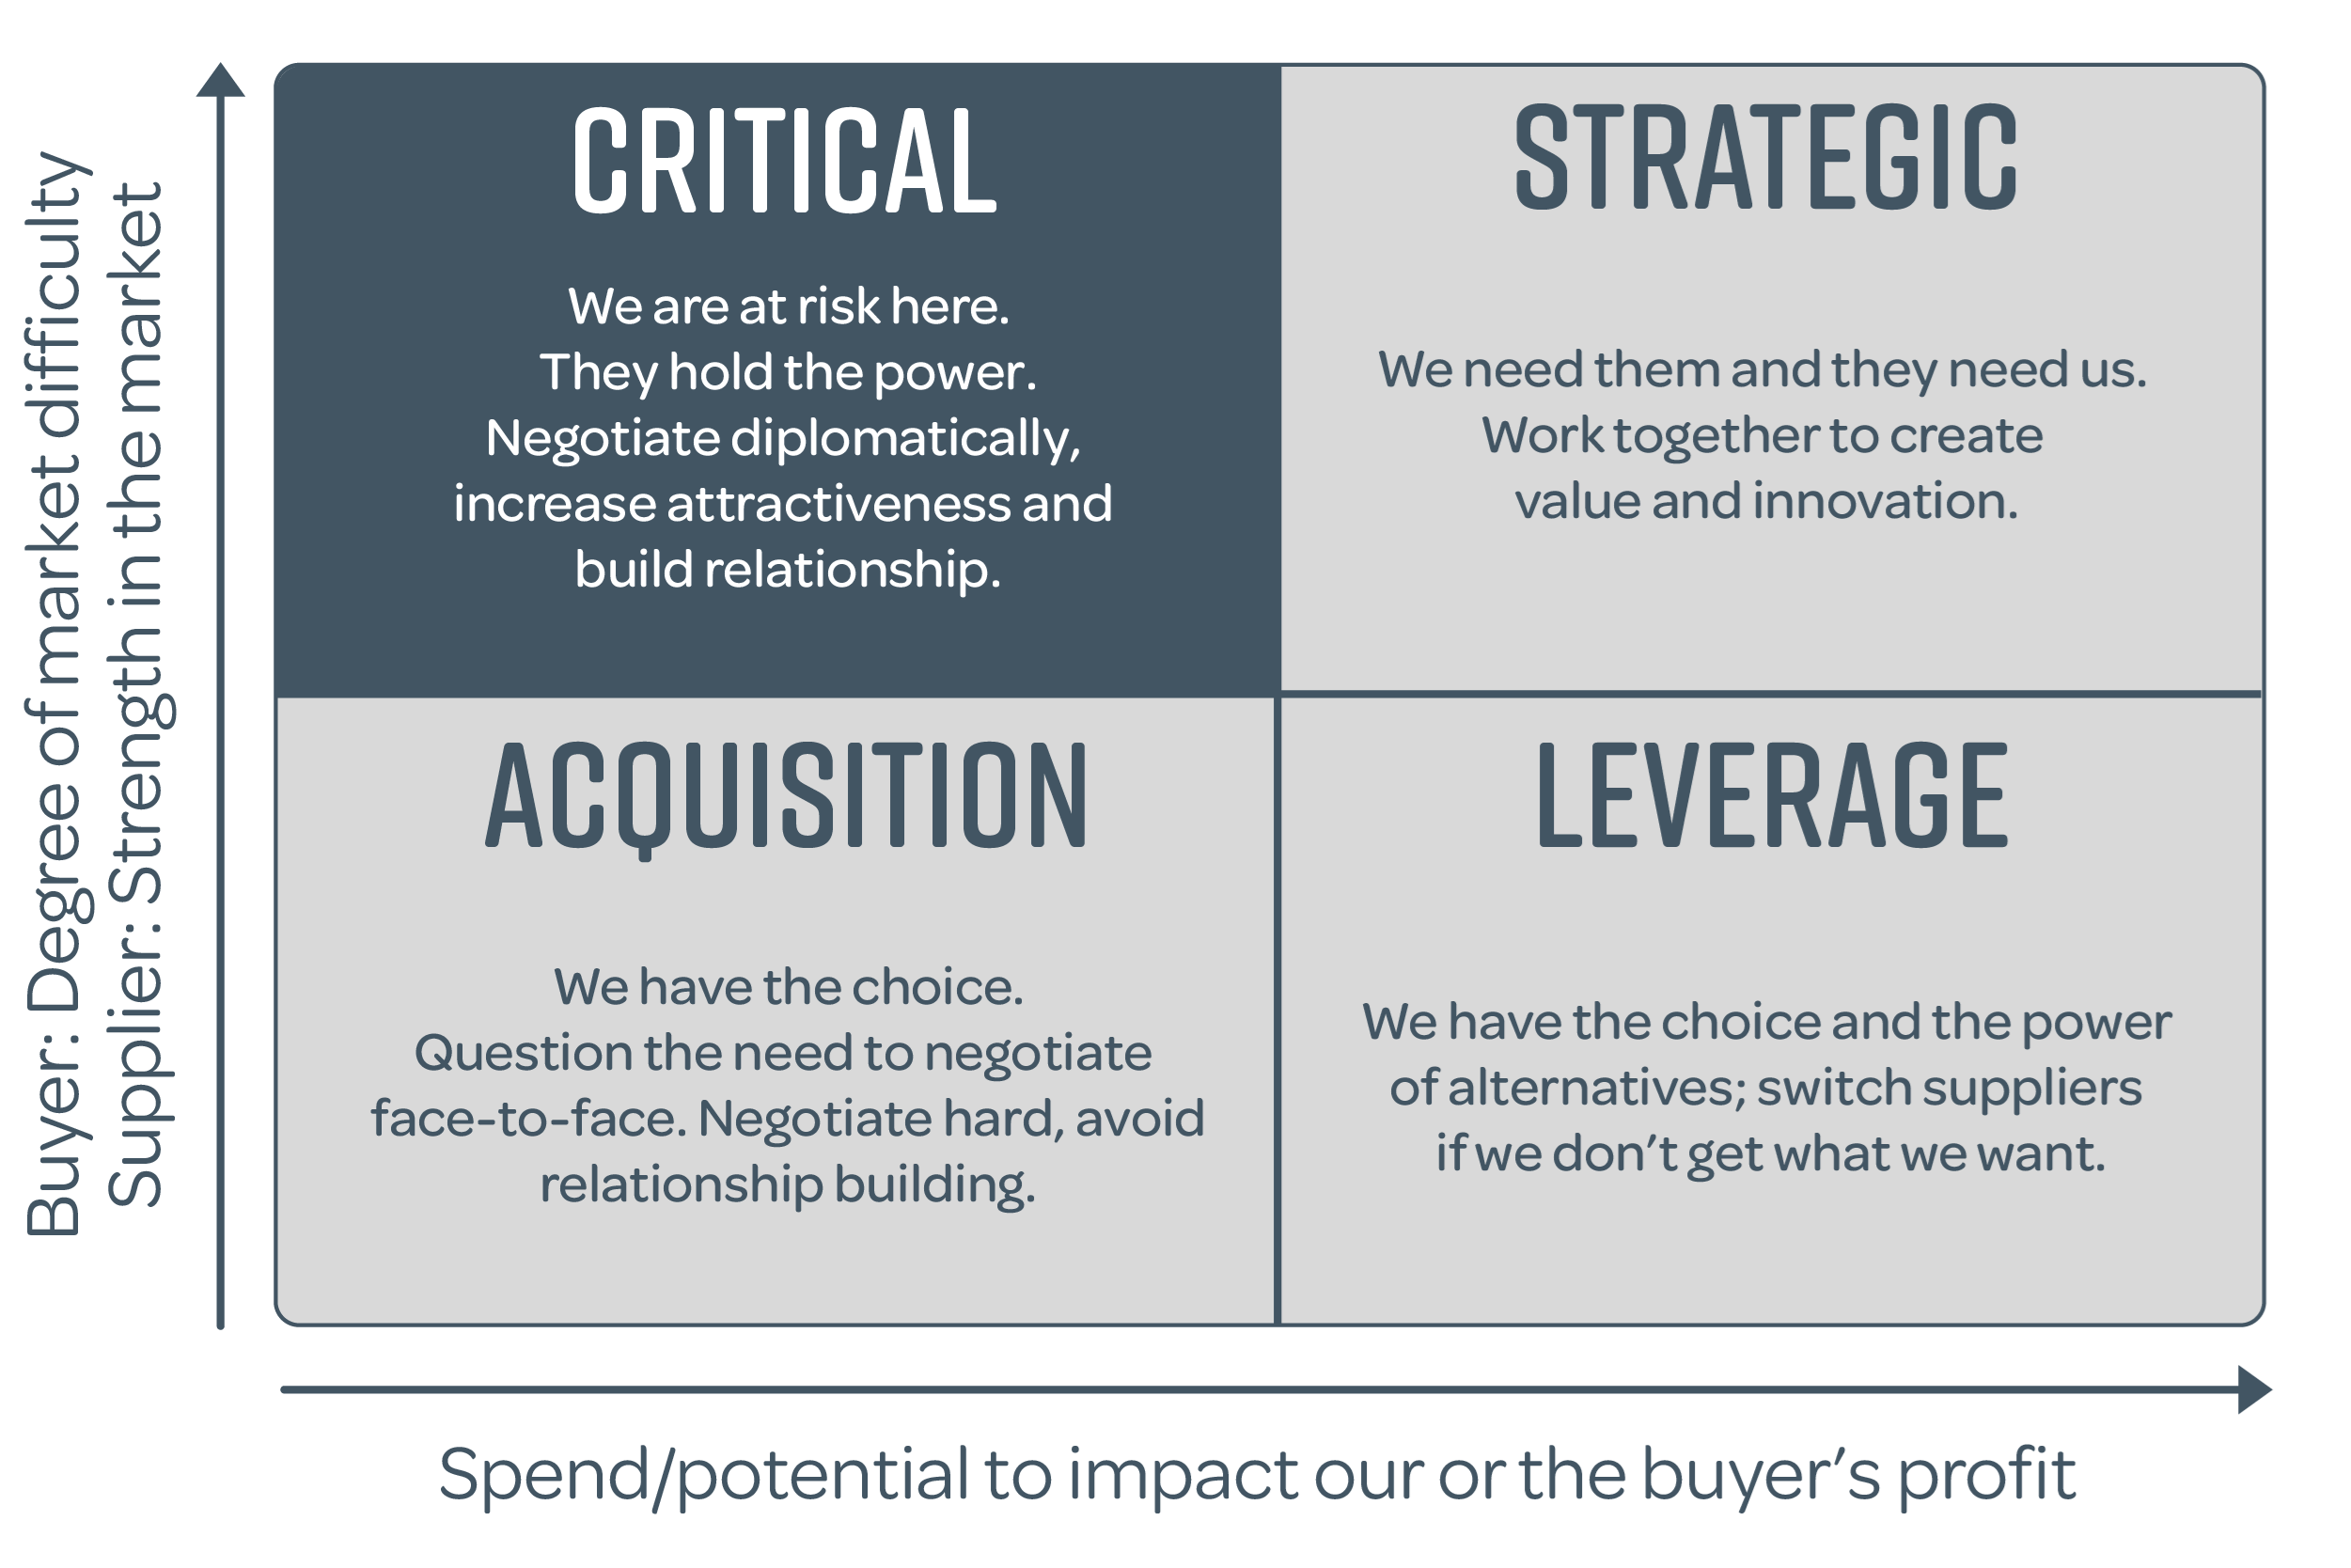 Buyer: Degree of market difficulty
Supplier: Strength in the market
CRITICAL
We are at risk here.
They hold the power.
Negotiate diplomatically,
increase attractiveness and
build relationship.
STRATEGIC
We need them and they need us.
Work together to create
value and innovation.
ACQUISITION
We have the choice.
Question the need to negotiate
face-to-face. Negotiate hard, avoid
relationship building.
LEVERAGE
We have the choice and the power
of alternatives; switch suppliers
if we don’t get what we want.
Spend/potential to impact our or the buyer’s profit